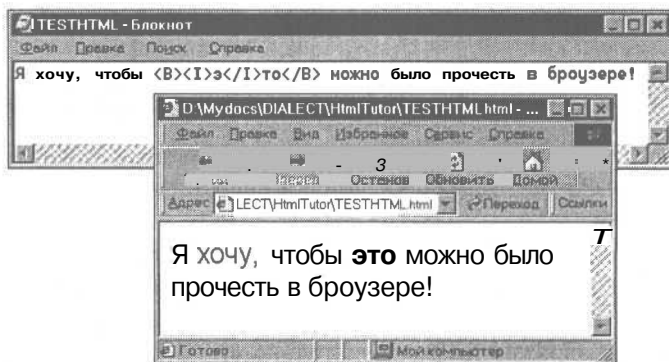 TESTHTML - Блокнот
Файл Правка Поиск Справка
Я хочу, чтобы <B><I>э</I>то</B> можно было прочесть в броузере!
D:\Mydocs\DIALECT\HtmlTutor\TESTHTML.html - ...
Файл Правка Вид Избранное Сервис Справка
Останов Обновить Домой
Адрес LECT\HtmlTutor\TESTHTML.html Переход Ссылки
Я хочу, чтобы это можно было
прочесть в броузере!
Готово Мой компьютер